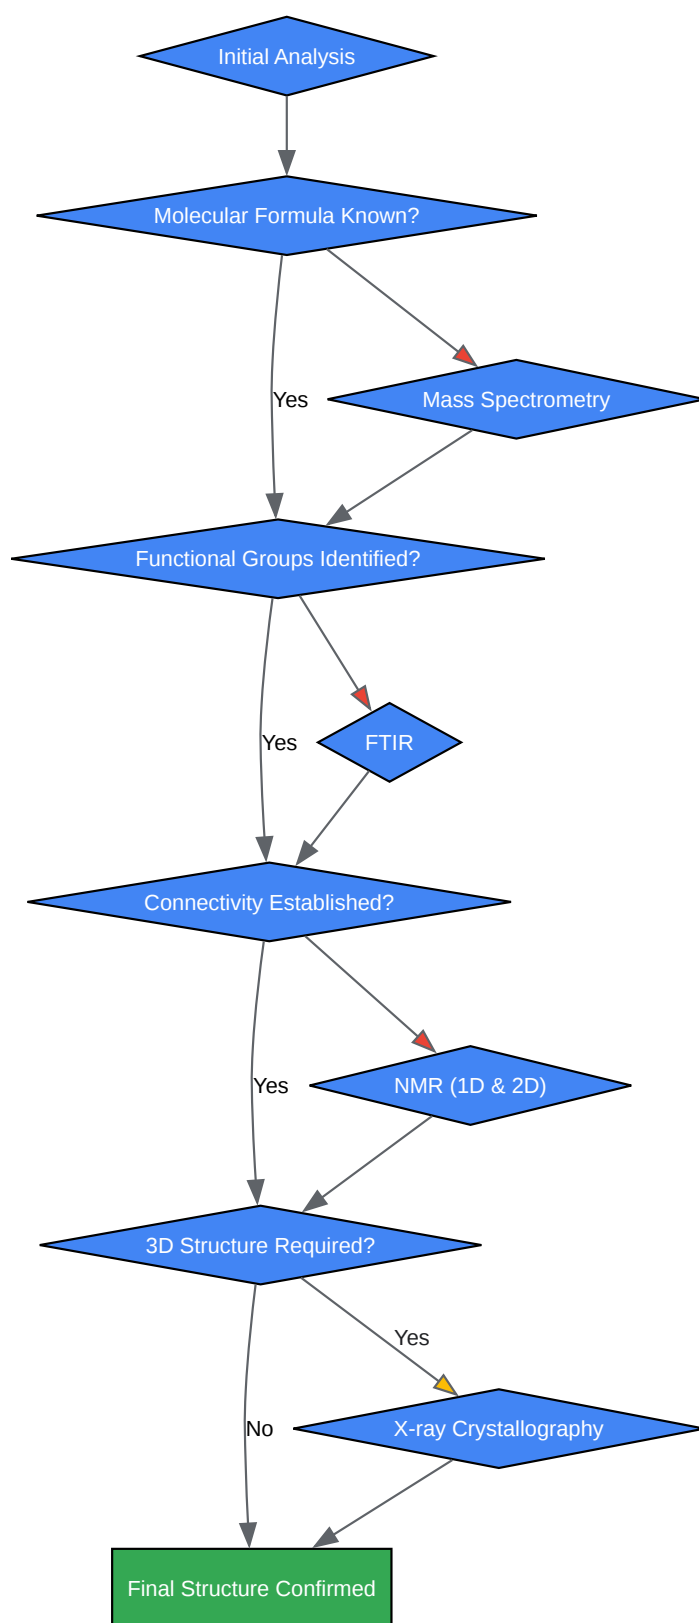 Initial Analysis
Molecular Formula Known?
Yes
Mass Spectrometry
Functional Groups Identified?
Yes
FTIR
Connectivity Established?
Yes
NMR (1D & 2D)
3D Structure Required?
Yes
No
X-ray Crystallography
Final Structure Confirmed